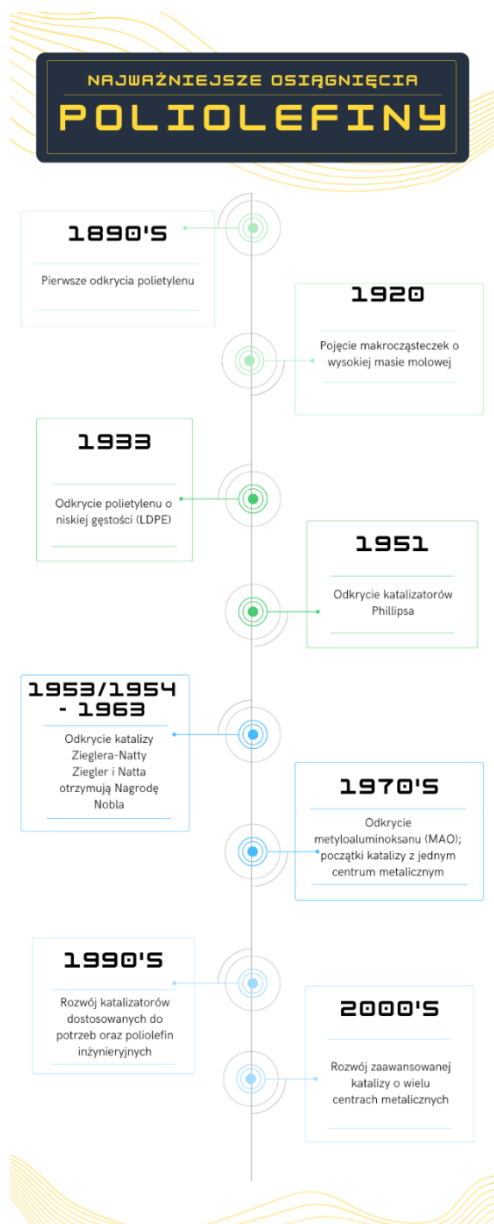 NAJWAŻNIEJSZE OSIĄGNIĘCIA
POLIOLEFINY
1890'S
Pierwsze odkrycia polietylenu
1920
Pojęcie makrocząsteczek o
wysokiej masie molowej
1933
Odkrycie polietylenu o
niskiej gęstości (LDPE)
1951
Odkrycie katalizatorów
Phillipsa
1953/1954
- 1963
Odkrycie katalizy
Zieglera-Natty
Ziegler i Natta
otrzymują Nagrodę
Nobla
1970'S
Odkrycie
metyloaluminoksanu (MAO);
początki katalizy z jednym
centrum metalicznym
1990'S
Rozwój katalizatorów
dostosowanych do
potrzeb oraz poliolefin
inżynieryjnych
2000'S
Rozwój zaawansowanej
katalizy o wielu
centrach metalicznych